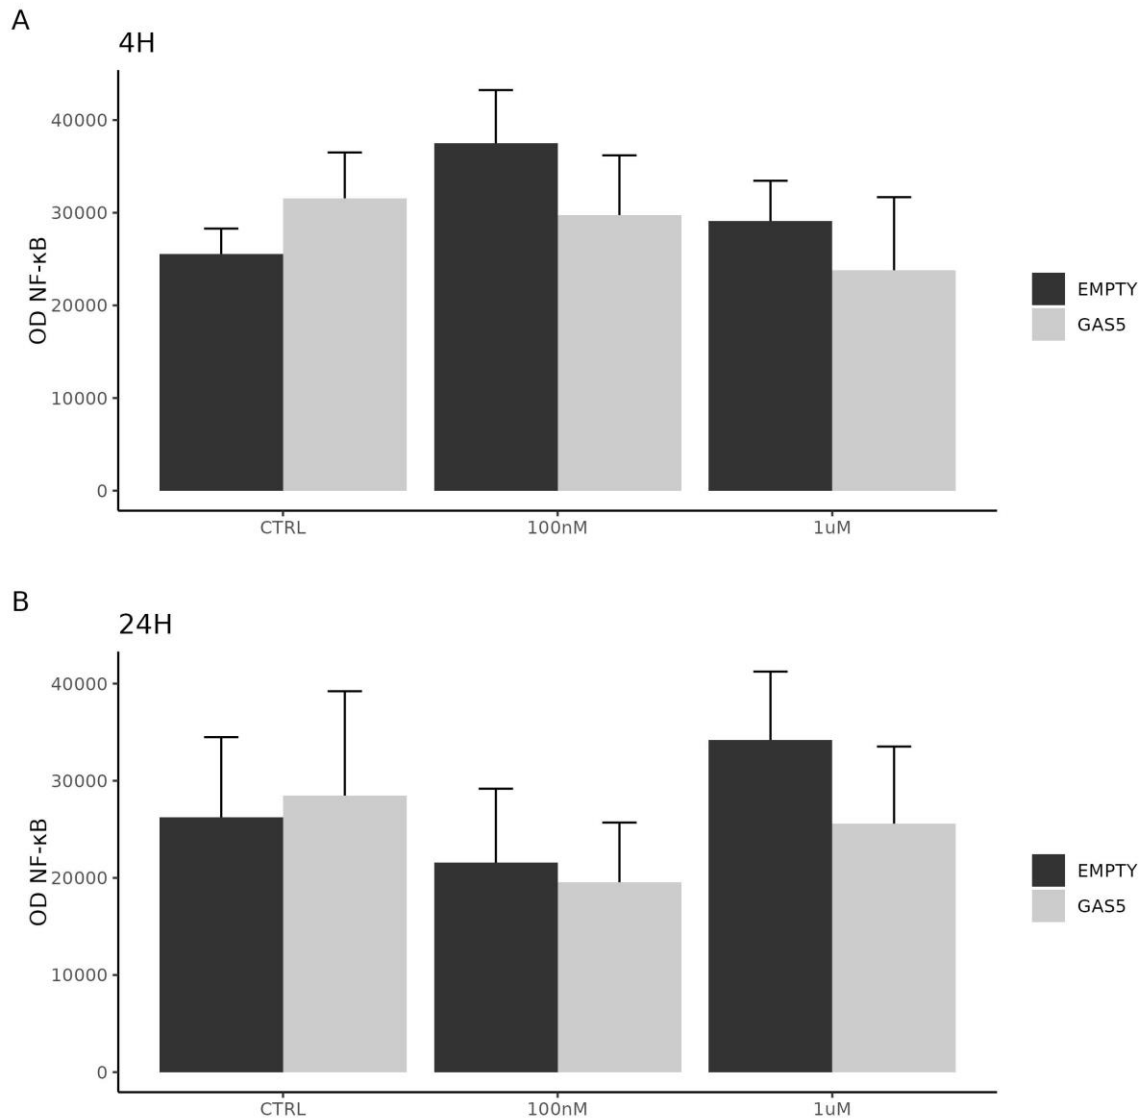 A
4H
OD NF-κB
40000
30000
20000
10000
0
CTRL
100nM
1uM
EMPTY
GAS5
B
24H
OD NF-κB
40000
30000
20000
10000
0
CTRL
100nM
1uM
EMPTY
GAS5